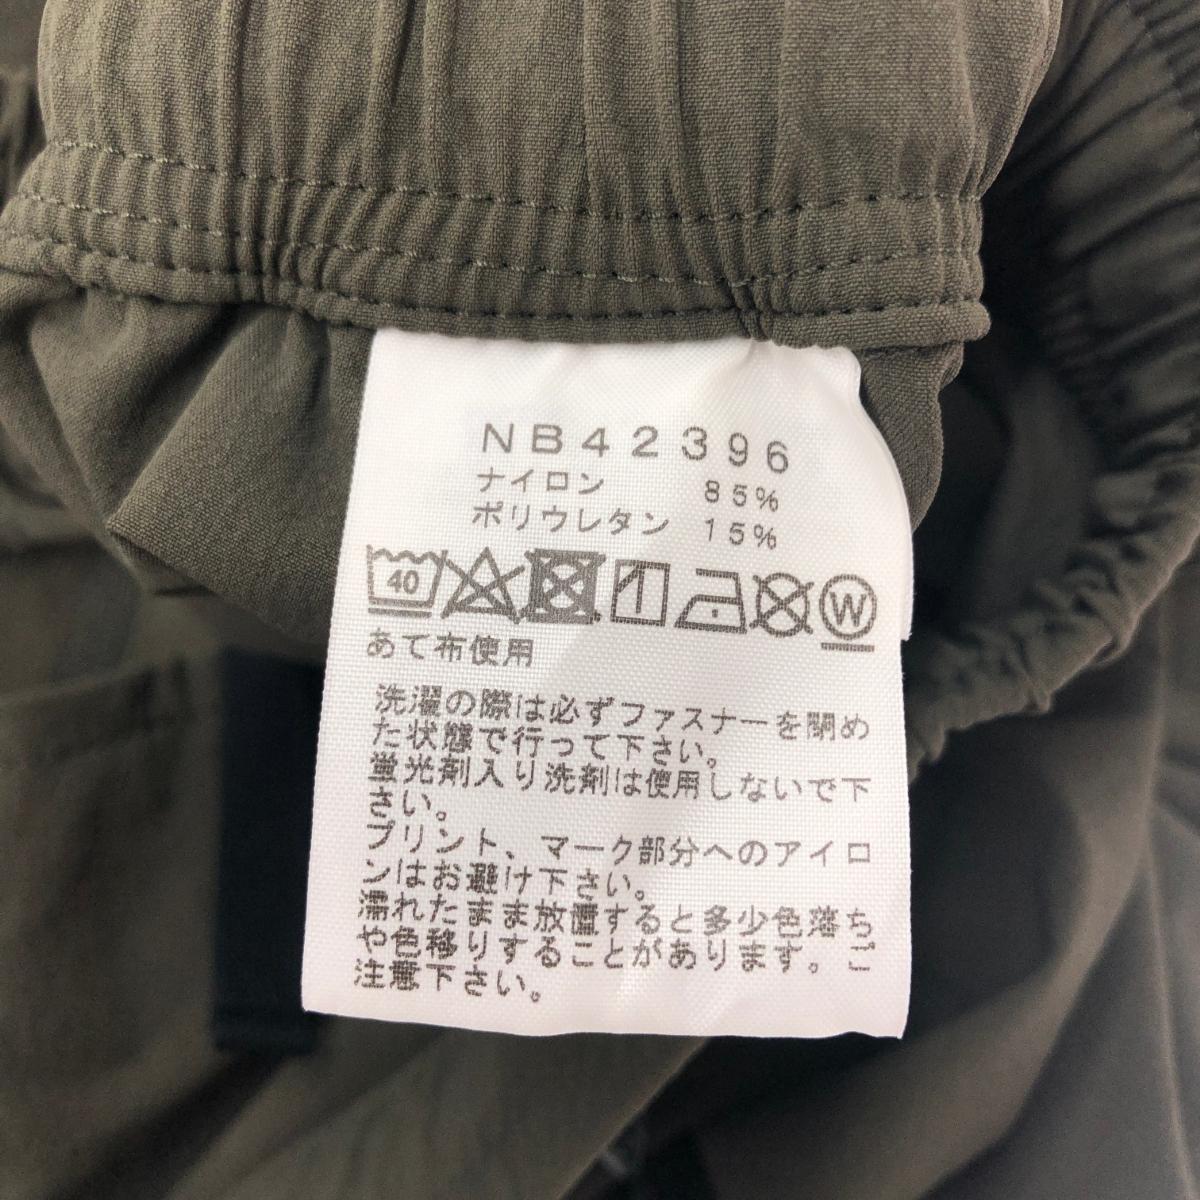 NB42396
ナイロン 85%
ポリウレタン 15%
40 W
あて布使用
洗濯の際は必ずファスナーを閉め
た状態で行って下さい。
蛍光剤入り洗剤は使用しないで下
さい。
プリント、マーク部分へのアイロ
ンはお避け下さい。
濡れたまま放置すると多少色落ち
や色移りすることがあります。ご
注意下さい。